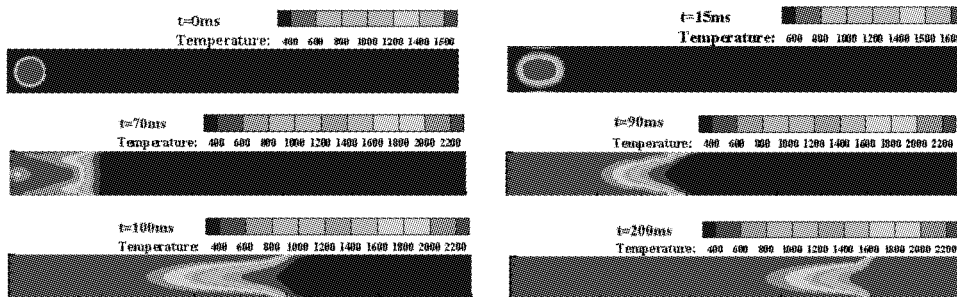 t=0ms
Temperature: 400 600 800 1000 1200 1400 1500
t=15ms
Temperature: 600 800 1000 1200 1400 1500 160
t=70ms
Temperature: 400 600 800 1000 1200 1400 1600 1800 2000 2200
t=90ms
Temperature: 400 600 800 1000 1200 1400 1600 1800 2000 2200
t=100ms
Temperature: 400 600 800 1000 1200 1400 1600 1800 2000 2200
t=200ms
Temperature: 400 600 800 1000 1200 1400 1600 1800 2000 2200